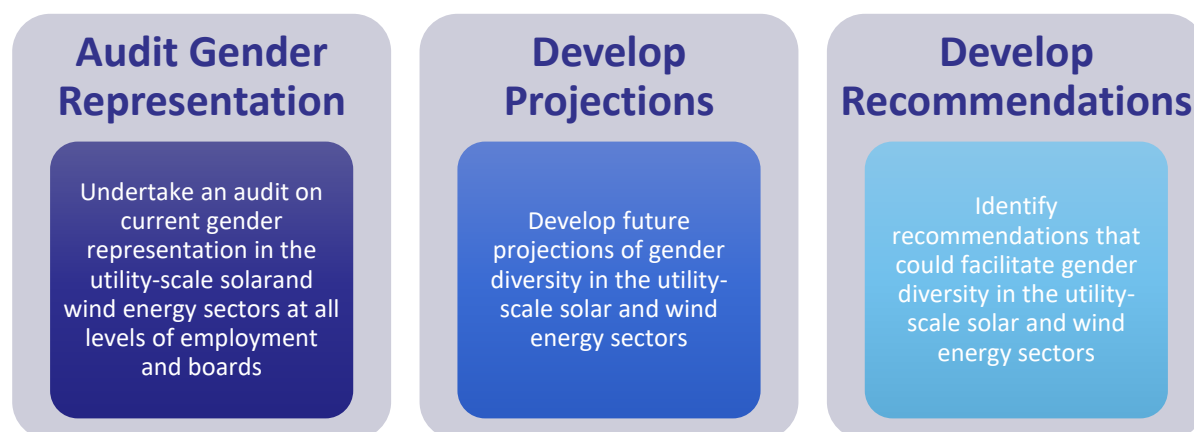 Audit Gender
Representation
Undertake an audit on
current gender
representation in the
utility-scale solarand
wind energy sectors at all
levels of employment
and boards
Develop
Projections
Develop future
projections of gender
diversity in the utility-
scale solar and wind
energy sectors
Develop
Recommendations
Identify
recommendations that
could facilitate gender
diversity in the utility-
scale solar and wind
energy sectors